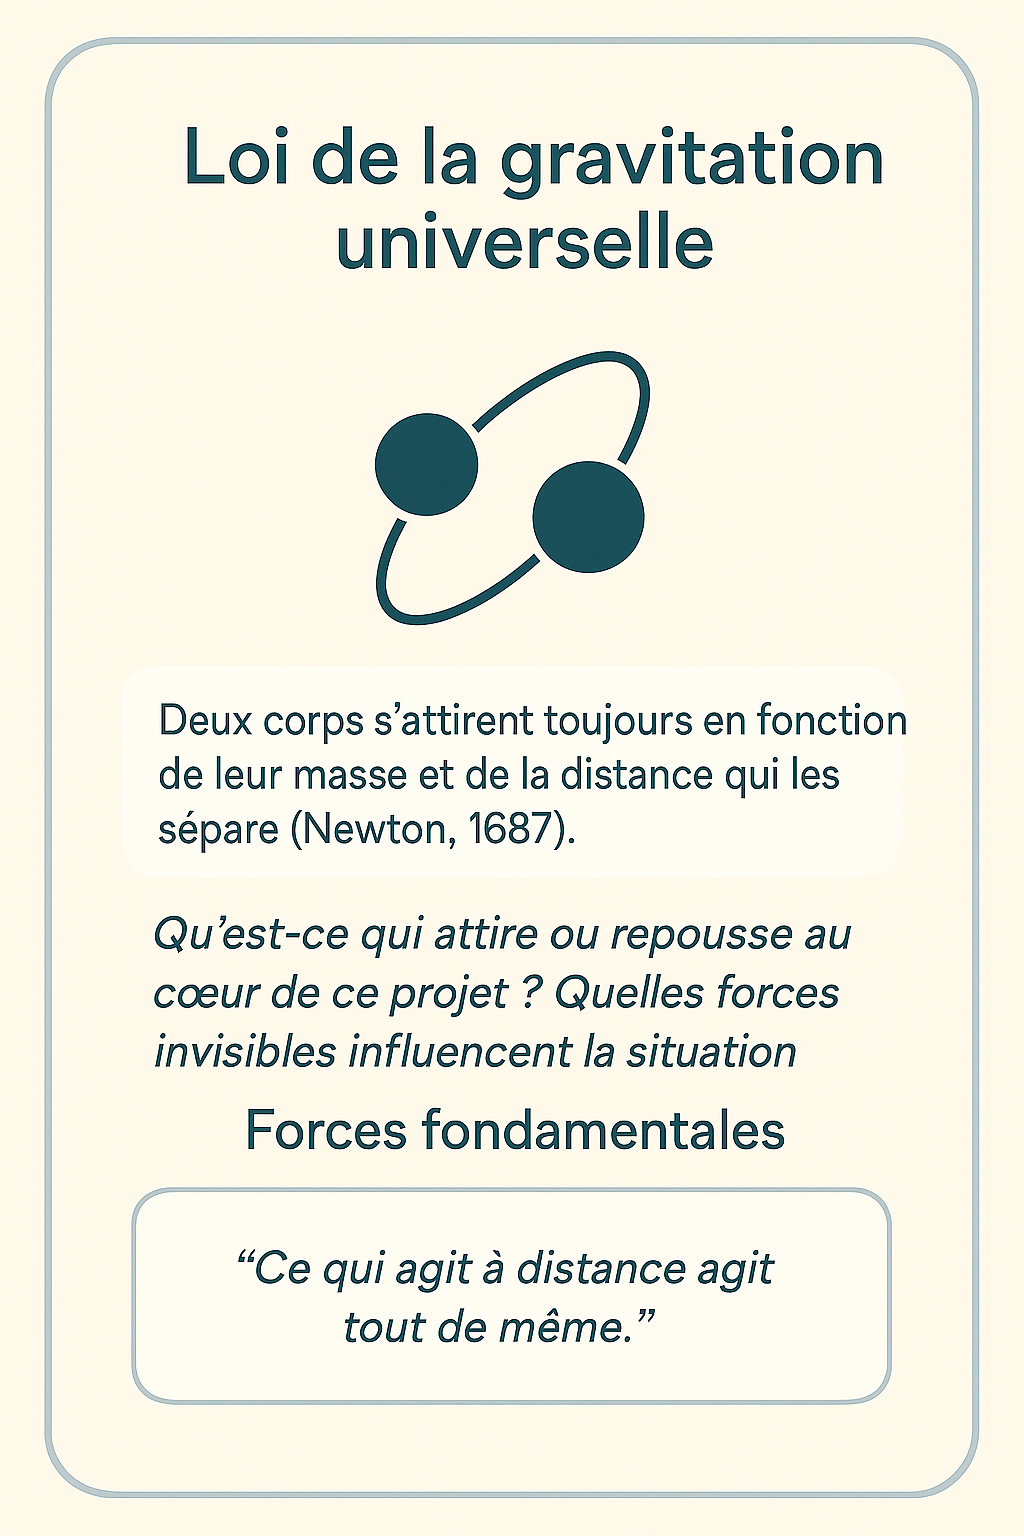 Loi de la gravitation
universelle
Deux corps s’attirent toujours en fonction
de leur masse et de la distance qui les
sépare (Newton, 1687).
Qu’est-ce qui attire ou repousse au
cœur de ce projet ? Quelles forces
invisibles influencent la situation
Forces fondamentales
“Ce qui agit à distance agit
tout de même.”